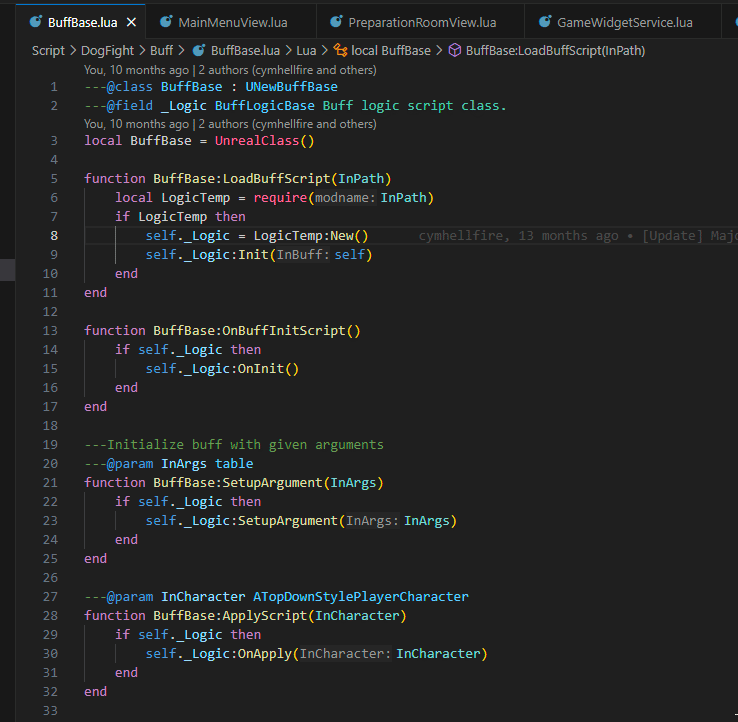 BuffBase.lua × MainMenuView.lua PreparationRoomView.lua GameWidgetService.lua
Script > DogFight > Buff > BuffBase.lua > Lua > local BuffBase > BuffBase:LoadBuffScript(InPath)
You, 10 months ago | 2 authors (cymhellfire and others)
1 ---@class BuffBase : UNewBuffBase
2 ---@field _Logic BuffLogicBase Buff logic script class.
You, 10 months ago | 2 authors (cymhellfire and others)
3 local BuffBase = UnrealClass()
4
5 function BuffBase:LoadBuffScript(InPath)
6 local LogicTemp = require(modname: InPath)
7 if LogicTemp then
8 self._Logic = LogicTemp:New() cymhellfire, 13 months ago • [Update] Majo
9 self._Logic:Init(InBuff: self)
10 end
11 end
12
13 function BuffBase:OnBuffInitScript()
14 if self._Logic then
15 self._Logic:OnInit()
16 end
17 end
18
19 ---Initialize buff with given arguments
20 ---@param InArgs table
21 function BuffBase:SetupArgument(InArgs)
22 if self._Logic then
23 self._Logic:SetupArgument(InArgs: InArgs)
24 end
25 end
26
27 ---@param InCharacter ATopDownStylePlayerCharacter
28 function BuffBase:ApplyScript(InCharacter)
29 if self._Logic then
30 self._Logic:OnApply(InCharacter: InCharacter)
31 end
32 end
33